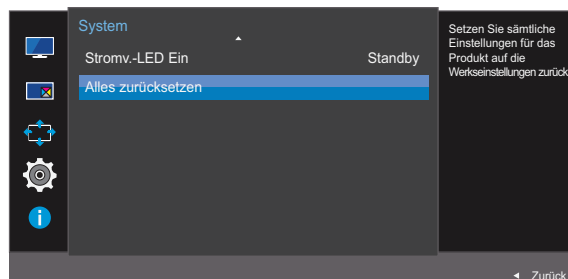 System
Stromv.-LED Ein Standby
Alles zurücksetzen
Setzen Sie sämtliche
Einstellungen für das
Produkt auf die
Werkseinstellungen zurück
Zurück